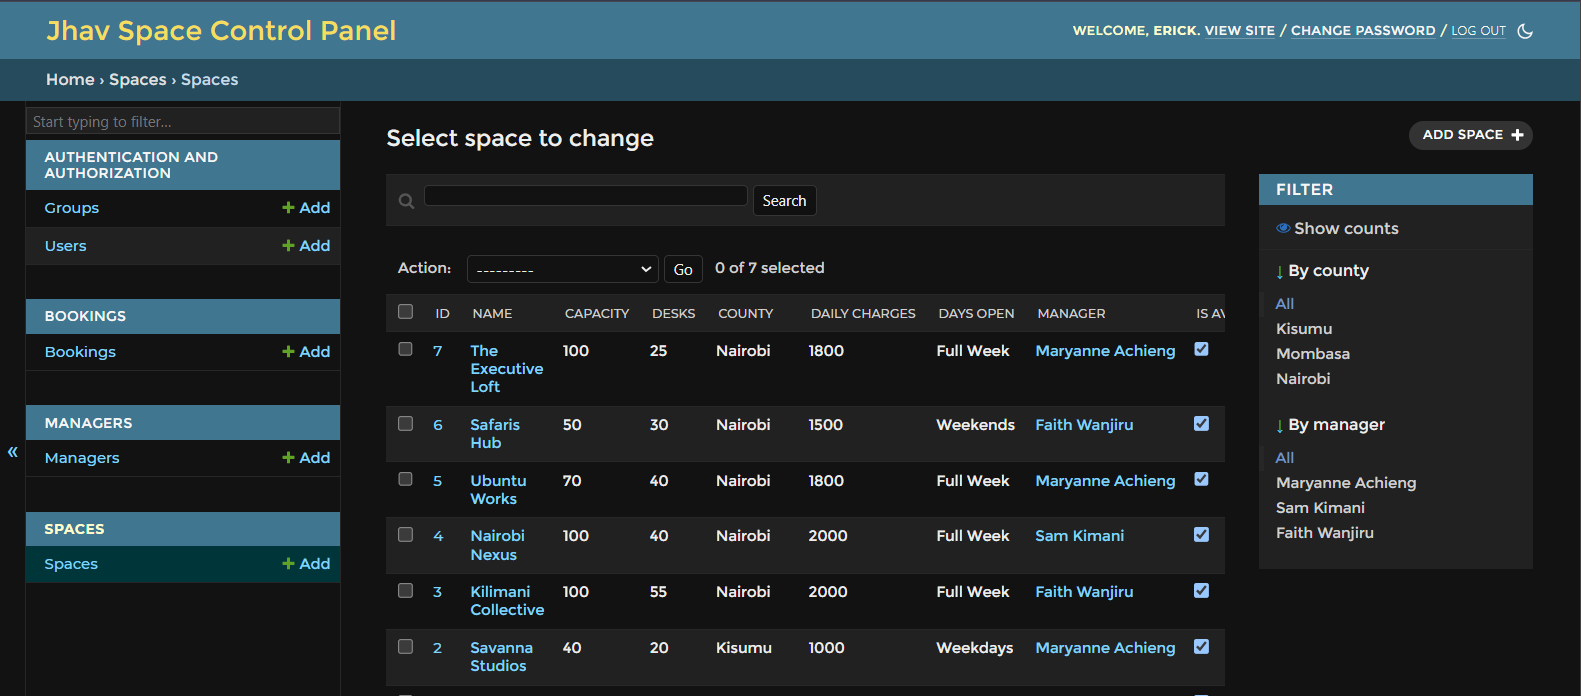 Jhav Space Control Panel
WELCOME, ERICK. VIEW SITE / CHANGE PASSWORD / LOG OUT
Home › Spaces › Spaces
Start typing to filter...
AUTHENTICATION AND
AUTHORIZATION
Groups + Add
Users + Add
BOOKINGS
Bookings + Add
MANAGERS
Managers + Add
«
SPACES
Spaces + Add
Select space to change
ADD SPACE +
Search
Action: --------- Go 0 of 7 selected
ID NAME CAPACITY DESKS COUNTY DAILY CHARGES DAYS OPEN MANAGER IS AV
7 The Executive Loft 100 25 Nairobi 1800 Full Week Maryanne Achieng
6 Safaris Hub 50 30 Nairobi 1500 Weekends Faith Wanjiru
5 Ubuntu Works 70 40 Nairobi 1800 Full Week Maryanne Achieng
4 Nairobi Nexus 100 40 Nairobi 2000 Full Week Sam Kimani
3 Kilimani Collective 100 55 Nairobi 2000 Full Week Faith Wanjiru
2 Savanna Studios 40 20 Kisumu 1000 Weekdays Maryanne Achieng
FILTER
Show counts
↓ By county
All
Kisumu
Mombasa
Nairobi
↓ By manager
All
Maryanne Achieng
Sam Kimani
Faith Wanjiru